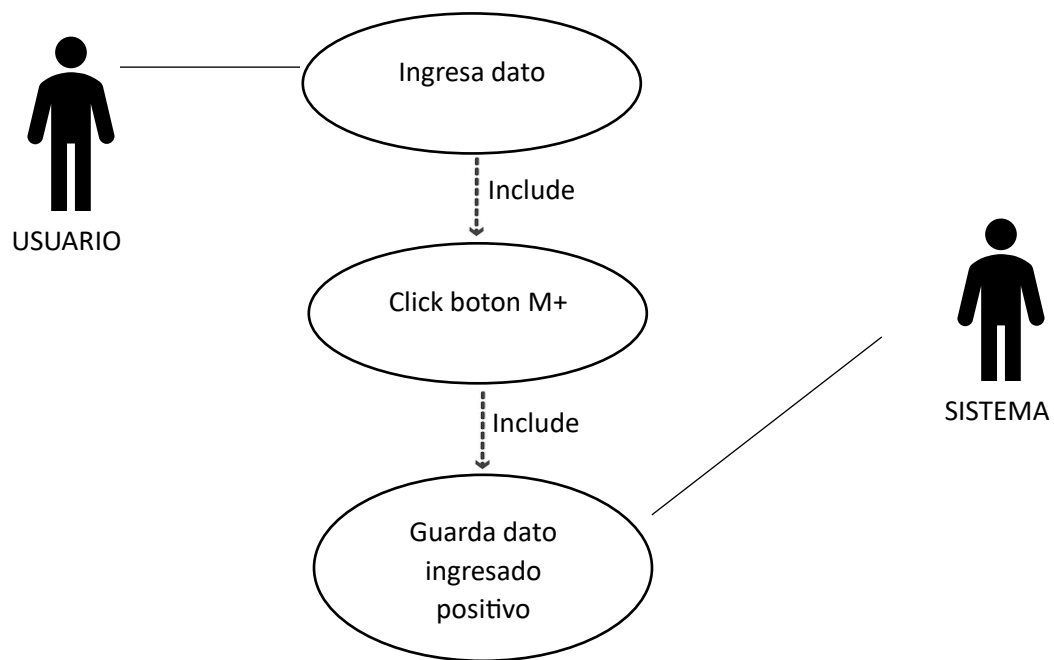 Ingresa dato
Include
USUARIO
Click boton M+
SISTEMA
Include
Guarda dato
ingresado
positivo